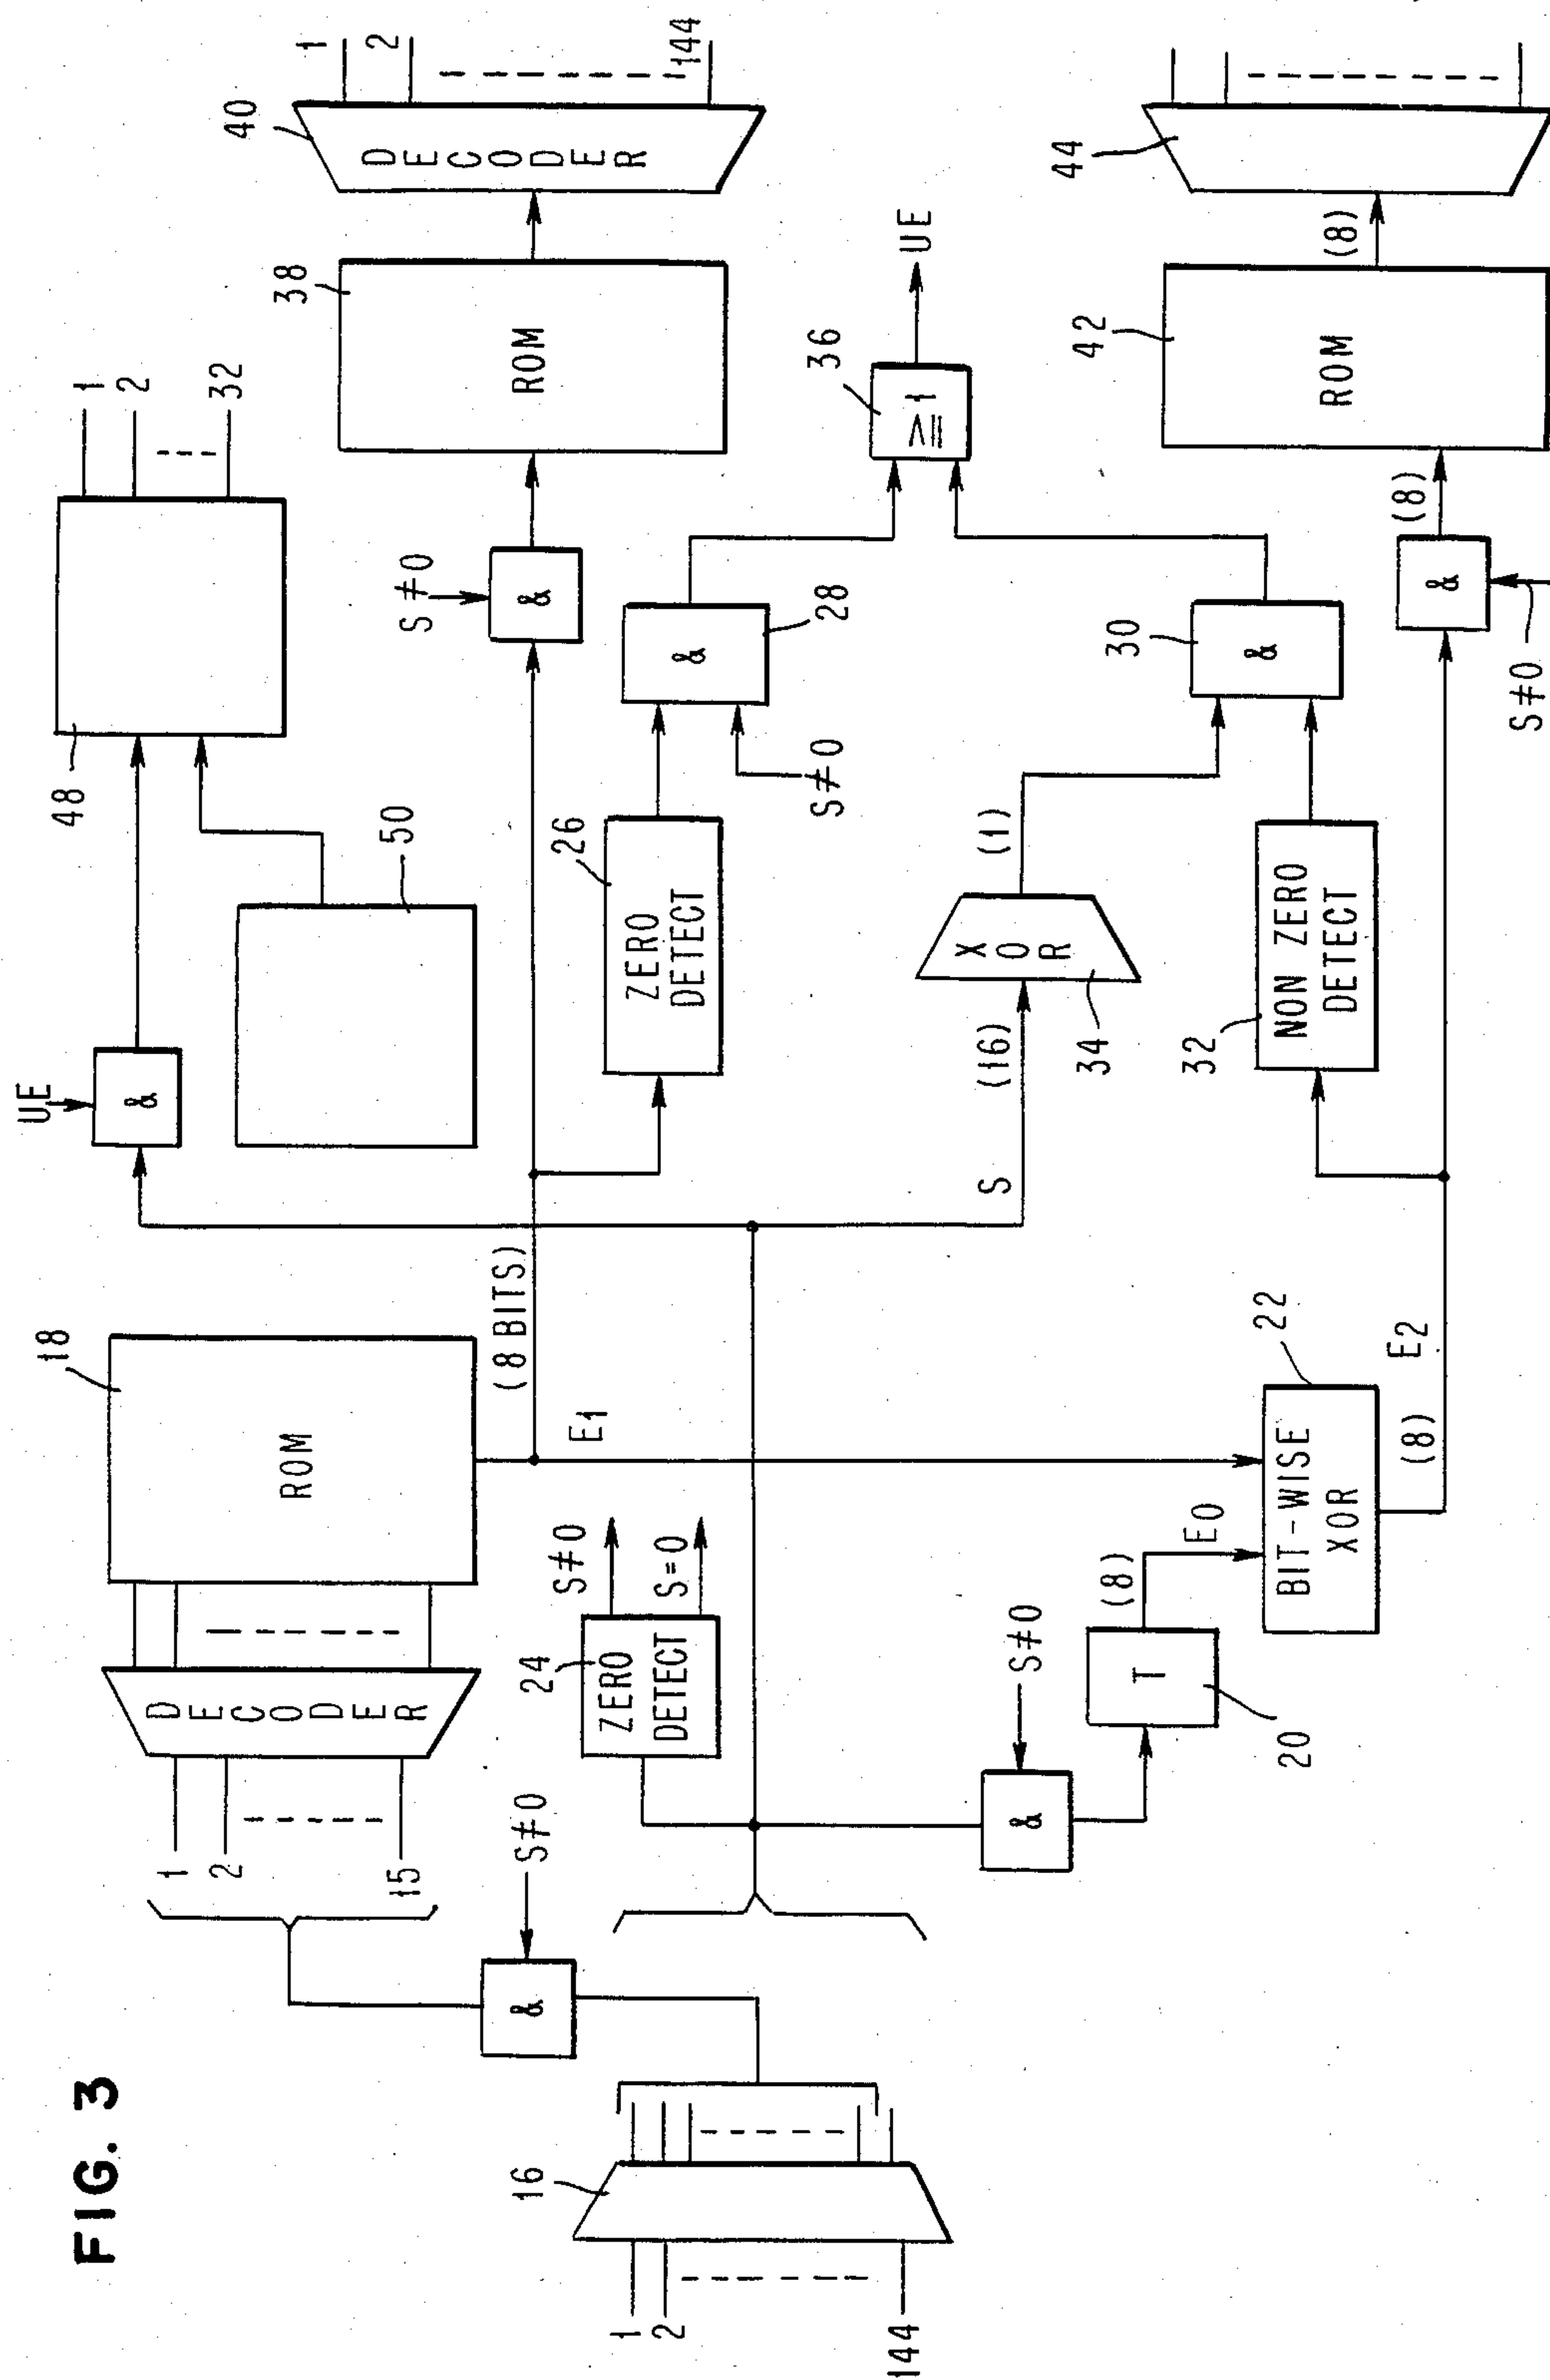 FIG. 3
18
UE
&
48
1
2
32
DECODER
ROM
1
2
15
50
&
S≠0
E1
(8 BITS)
S≠0
&
38
ROM
40
DECODER
1
2
144
16
1
2
144
24
ZERO
DETECT
S≠0
S=0
26
ZERO
DETECT
S≠0
&
28
36
≧1
UE
&
S≠0
S
(16)
XOR
34
(1)
T
20
(8)
E0
BIT-WISE
XOR
22
(8)
E2
32
NON ZERO
DETECT
30
&
&
S≠0
(8)
42
ROM
(8)
44